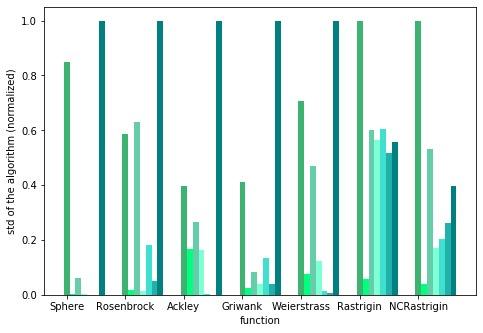 std of the algorithm (normalized)
1.0
0.8
0.6
0.4
0.2
0.0
Sphere Rosenbrock Ackley Griwank Weierstrass Rastrigin NCRastrigin
function